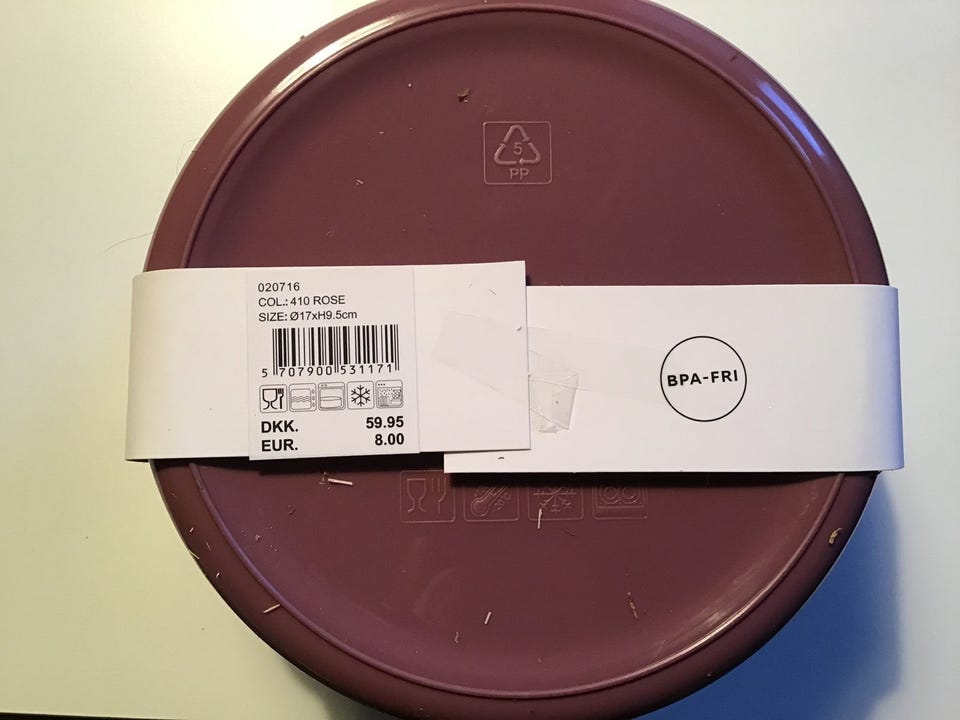 5
PP
020716
COL.: 410 ROSE
SIZE: Ø17xH9.5cm
5 707900 531171
DKK. 59.95
EUR. 8.00
BPA-FRI